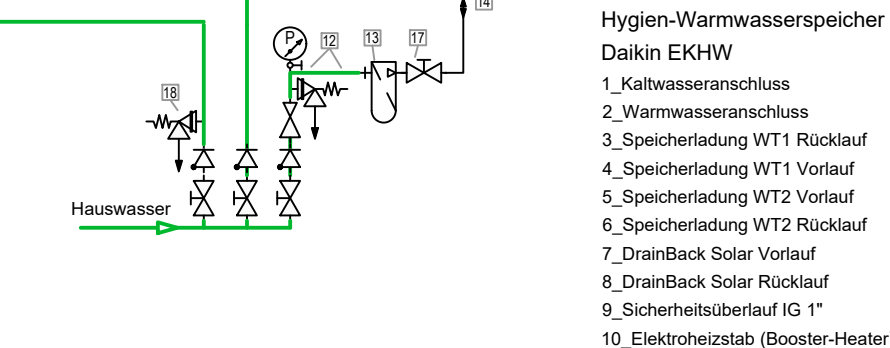 14
P
12
13
17
18
Hauswasser
Hygien-Warmwasserspeicher
Daikin EKHW
1_Kaltwasseranschluss
2_Warmwasseranschluss
3_Speicherladung WT1 Rücklauf
4_Speicherladung WT1 Vorlauf
5_Speicherladung WT2 Vorlauf
6_Speicherladung WT2 Rücklauf
7_DrainBack Solar Vorlauf
8_DrainBack Solar Rücklauf
9_Sicherheitsüberlauf IG 1"
10_Elektroheizstab (Booster-Heater